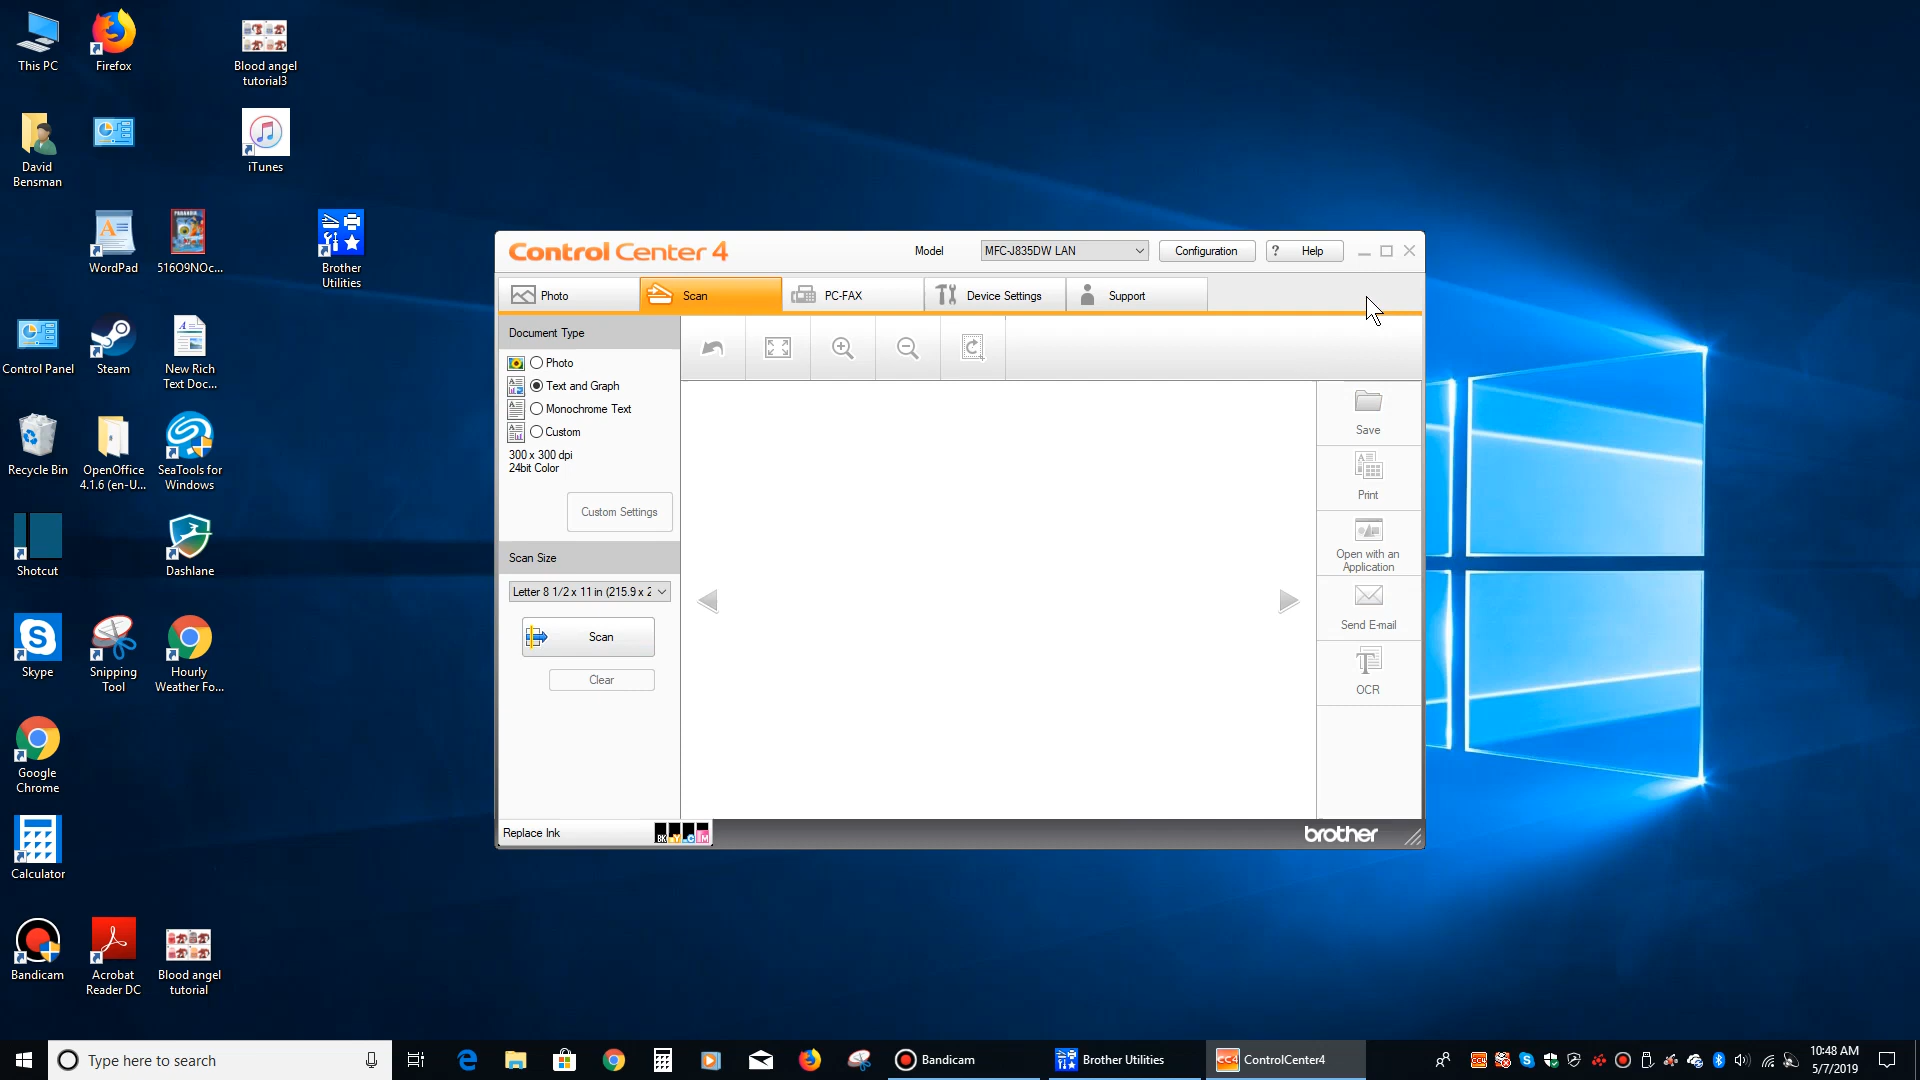 This PC
Firefox
Blood angel
tutorial3
David
Bensman
iTunes
WordPad
516O9NOc...
Brother
Utilities
Control Panel
Steam
New Rich
Text Doc...
Recycle Bin
OpenOffice
4.1.6 (en-U...
SeaTools for
Windows
Shotcut
Dashlane
Skype
Snipping
Tool
Hourly
Weather Fo...
Google
Chrome
Calculator
Bandicam
Acrobat
Reader DC
Blood angel
tutorial
Control Center 4
Model
MFC-J835DW LAN
Configuration
? Help
Photo
Scan
PC-FAX
Device Settings
Support
Document Type
Photo
Text and Graph
Monochrome Text
Custom
300 x 300 dpi
24bit Color
Custom Settings
Scan Size
Letter 8 1/2 x 11 in (215.9 x 2
Scan
Clear
Save
Print
Open with an
Application
Send E-mail
OCR
Replace Ink
BK Y C M
brother
Type here to search
Bandicam
Brother Utilities
CC4 ControlCenter4
10:48 AM
5/7/2019